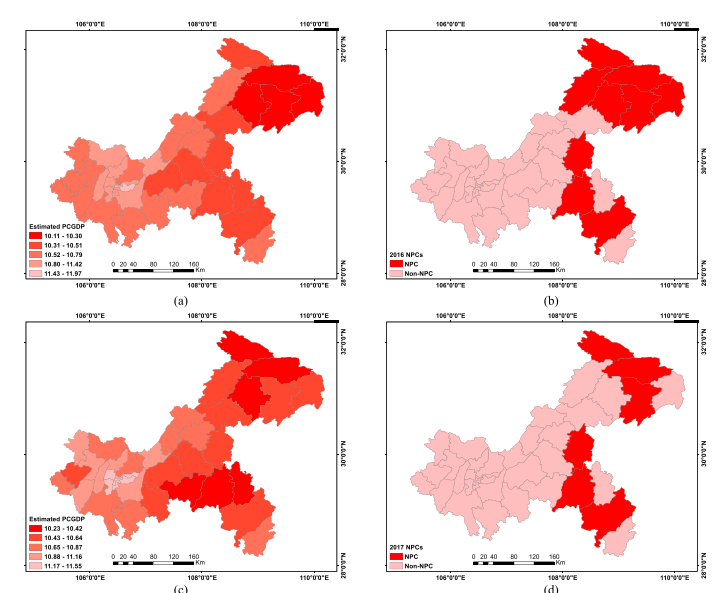 106°0'0"E 108°0'0"E 110°0'0"E
32°0'0"N
30°0'0"N
28°0'0"N
Estimated PCGDP
10.11 - 10.30
10.31 - 10.51
10.52 - 10.79
10.80 - 11.42
11.43 - 11.97
0 20 40 80 120 160
Km
(a)
106°0'0"E 108°0'0"E 110°0'0"E
32°0'0"N
30°0'0"N
28°0'0"N
2016 NPCs
NPC
Non-NPC
0 20 40 80 120 160
Km
(b)
106°0'0"E 108°0'0"E 110°0'0"E
32°0'0"N
30°0'0"N
28°0'0"N
Estimated PCGDP
10.23 - 10.42
10.43 - 10.64
10.65 - 10.87
10.88 - 11.16
11.17 - 11.55
0 20 40 80 120 160
Km
(c)
106°0'0"E 108°0'0"E 110°0'0"E
32°0'0"N
30°0'0"N
28°0'0"N
2017 NPCs
NPC
Non-NPC
0 20 40 80 120 160
Km
(d)